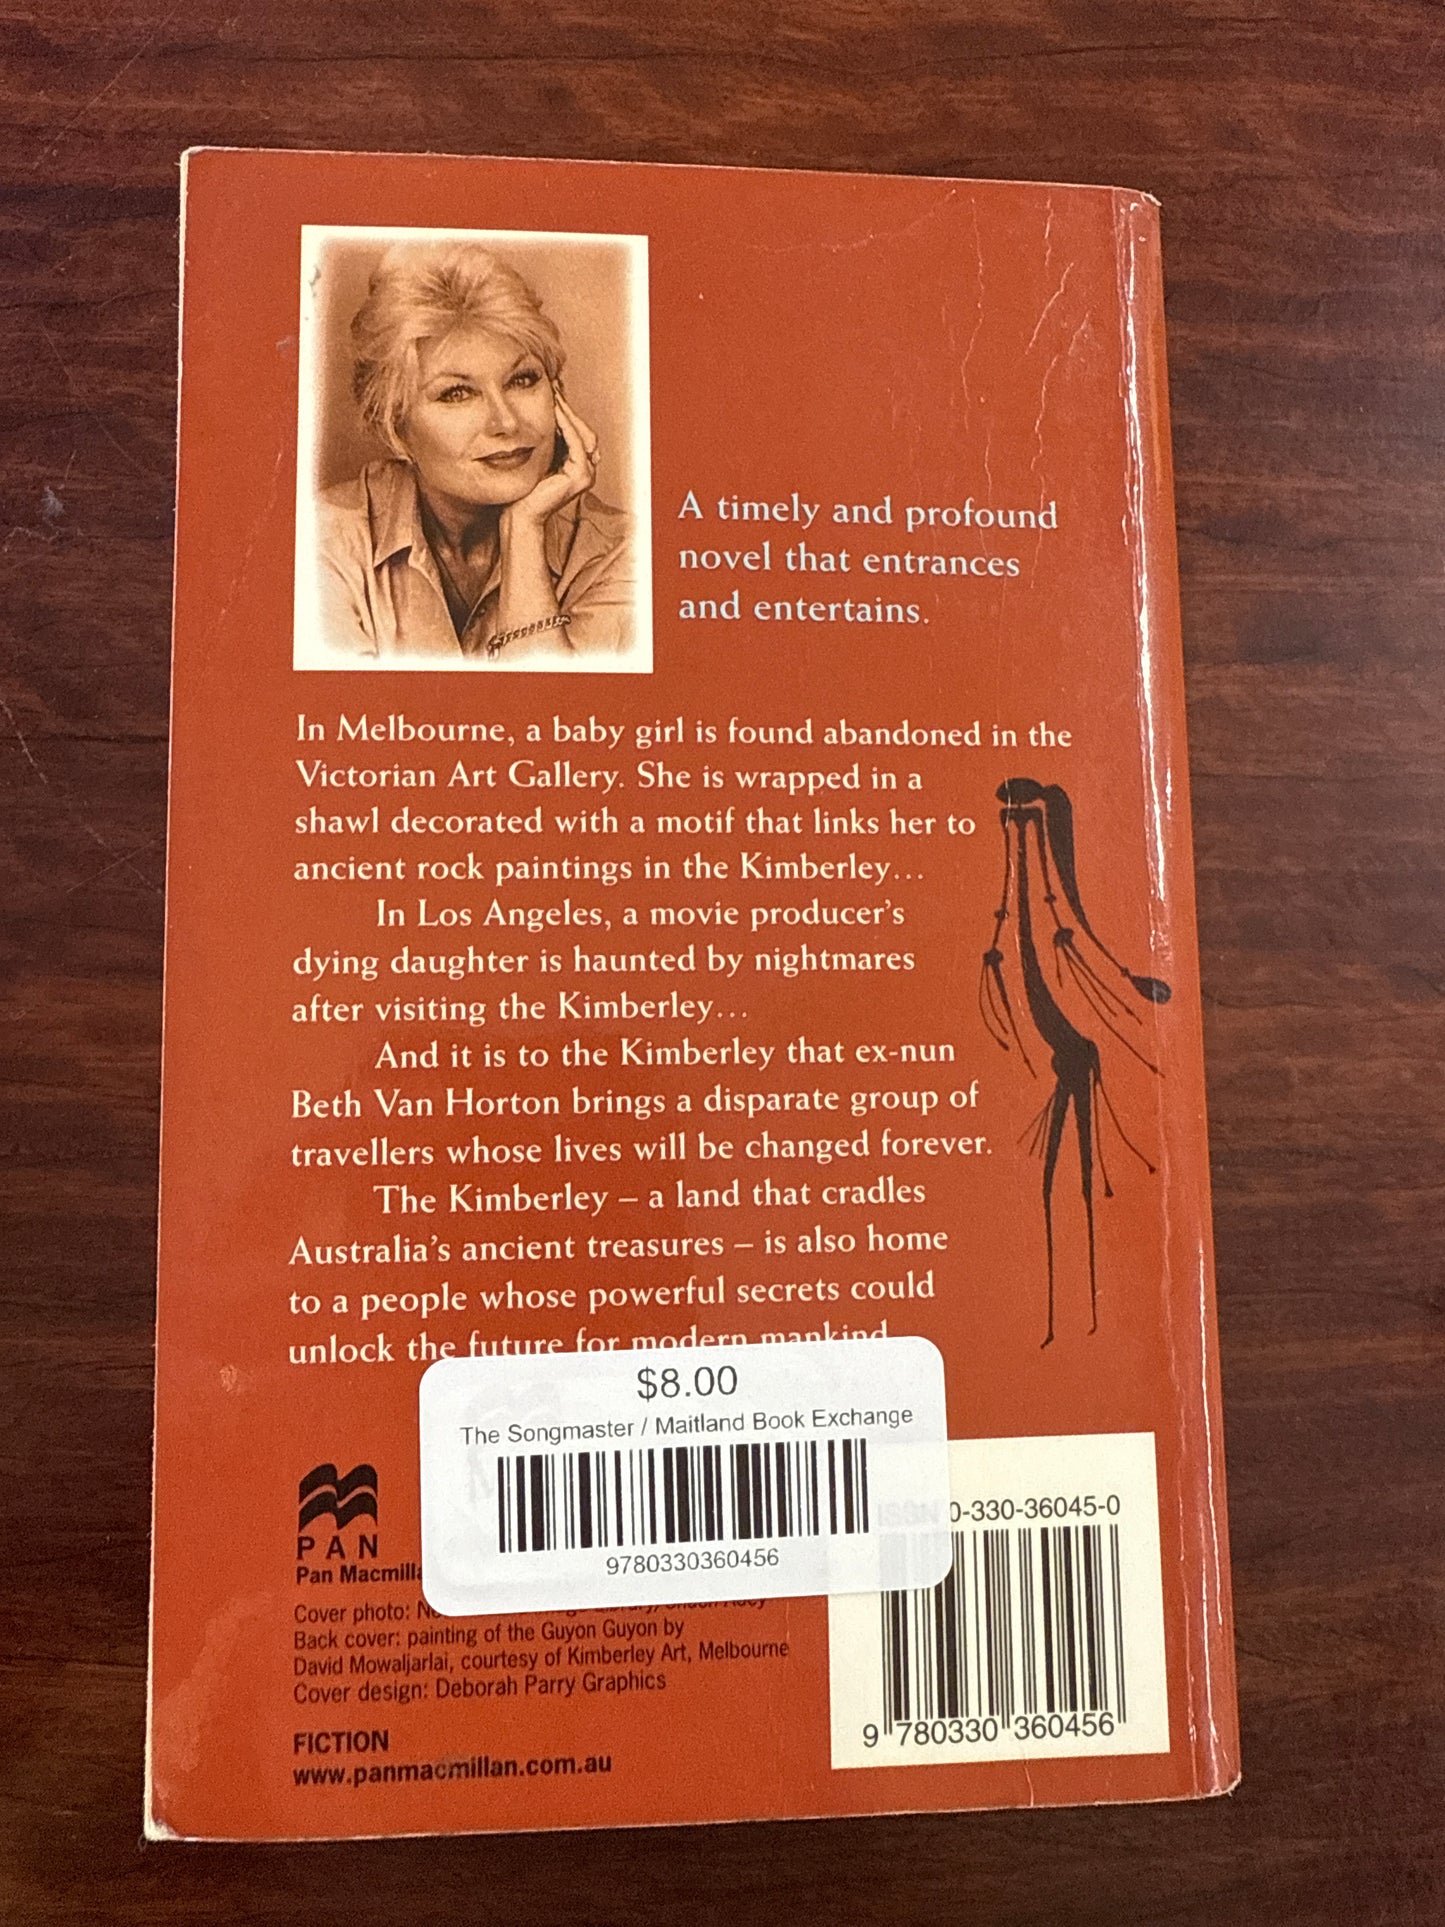 A timely and profound
novel that entrances
and entertains.
In Melbourne, a baby girl is found abandoned in the
Victorian Art Gallery. She is wrapped in a
shawl decorated with a motif that links her to
ancient rock paintings in the Kimberley...
In Los Angeles, a movie producer's
dying daughter is haunted by nightmares
after visiting the Kimberley...
And it is to the Kimberley that ex-nun
Beth Van Horton brings a disparate group of
travellers whose lives will be changed forever.
The Kimberley – a land that cradles
Australia's ancient treasures – is also home
to a people whose powerful secrets could
unlock the future for modern mankind
$8.00
The Songmaster / Maitland Book Exchange
9780330360456
PAN
Pan Macmilla
Cover photo:
Back cover: painting of the Guyon Guyon by
David Mowaljarlai, courtesy of Kimberley Art, Melbourne
Cover design: Deborah Parry Graphics
FICTION
www.panmacmillan.com.au
ISBN 0-330-36045-0
9 780330 360456